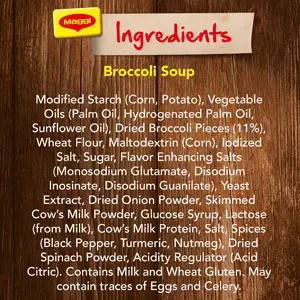 Maggi
Ingredients
Broccoli Soup
Modified Starch (Corn, Potato), Vegetable
Oils (Palm Oil, Hydrogenated Palm Oil,
Sunflower Oil), Dried Broccoli Pieces (11%),
Wheat Flour, Maltodextrin (Corn), Iodized
Salt, Sugar, Flavor Enhancing Salts
(Monosodium Glutamate, Disodium
Inosinate, Disodium Guanilate), Yeast
Extract, Dried Onion Powder, Skimmed
Cow's Milk Powder, Glucose Syrup, Lactose
(from Milk), Cow's Milk Protein, Salt, Spices
(Black Pepper, Turmeric, Nutmeg), Dried
Spinach Powder, Acidity Regulator (Acid
Citric). Contains Milk and Wheat Gluten. May
contain traces of Eggs and Celery.